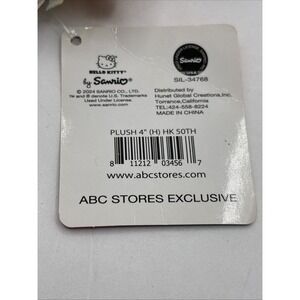 HELLO KITTY
by Sanrio
© 2024 SANRIO CO., LTD.
™ and ® denote U.S. Trademarks
Used Under License.
www.sanrio.com
Sanrio
SIL-34768
Distributed by
Hunet Global Creations,Inc.
Torrance,California
TEL:424-558-8224
MADE IN CHINA
PLUSH 4" (H) HK 50TH
8 11212 03456 7
www.abcstores.com
ABC STORES EXCLUSIVE